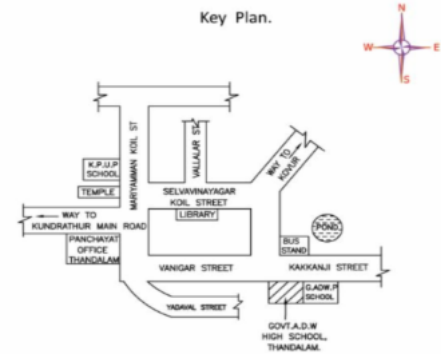 Key Plan.
N
W
E
S
MARIYAMMAN KOIL ST
VALLALAR ST
WAY TO
KOVUR
K.P.U.P
SCHOOL
TEMPLE
SELVAVINAYAGAR
KOIL STREET
LIBRARY
WAY TO
KUNDRATHUR MAIN ROAD
POND
PANCHAYAT
OFFICE
THANDALAM
BUS
STAND
VANIGAR STREET
KAKKANJI STREET
G.ADW.P
SCHOOL
YADAVAL STREET
GOVT.A.D.W
HIGH SCHOOL,
THANDALAM.